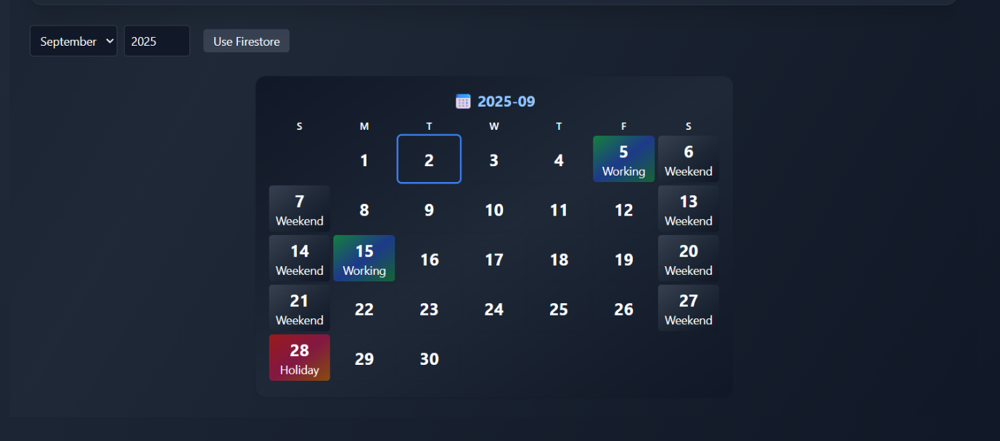 September 2025 Use Firestore
2025-09
S M T W T F S
1 2 3 4 5 6
Working Weekend
7 8 9 10 11 12 13
Weekend Weekend
14 15 16 17 18 19 20
Weekend Working Weekend
21 22 23 24 25 26 27
Weekend Weekend
28 29 30
Holiday